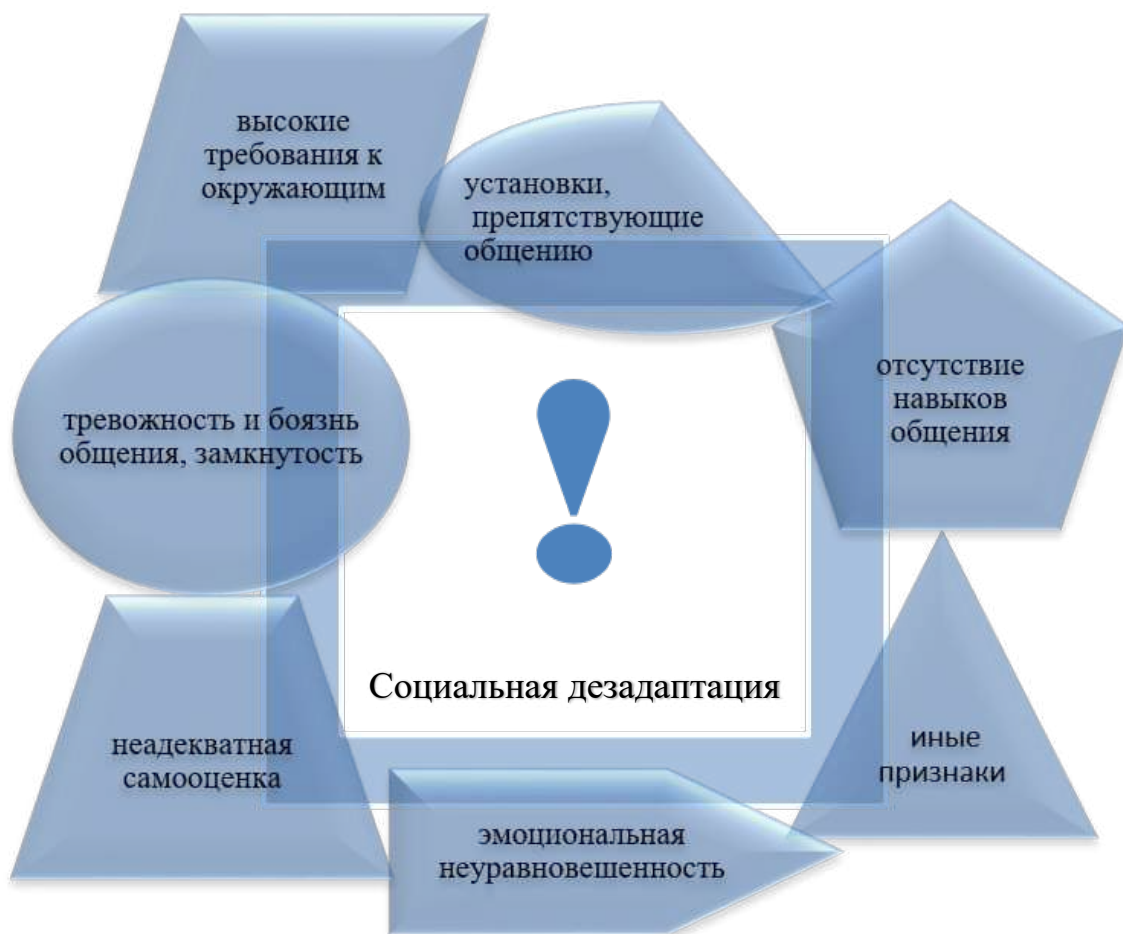 высокие
требования к
окружающим
установки,
препятствующие
общению
отсутствие
навыков
общения
тревожность и боязнь
общения, замкнутость
Социальная дезадаптация
неадекватная
самооценка
иные
признаки
эмоциональная
неуравновешенность